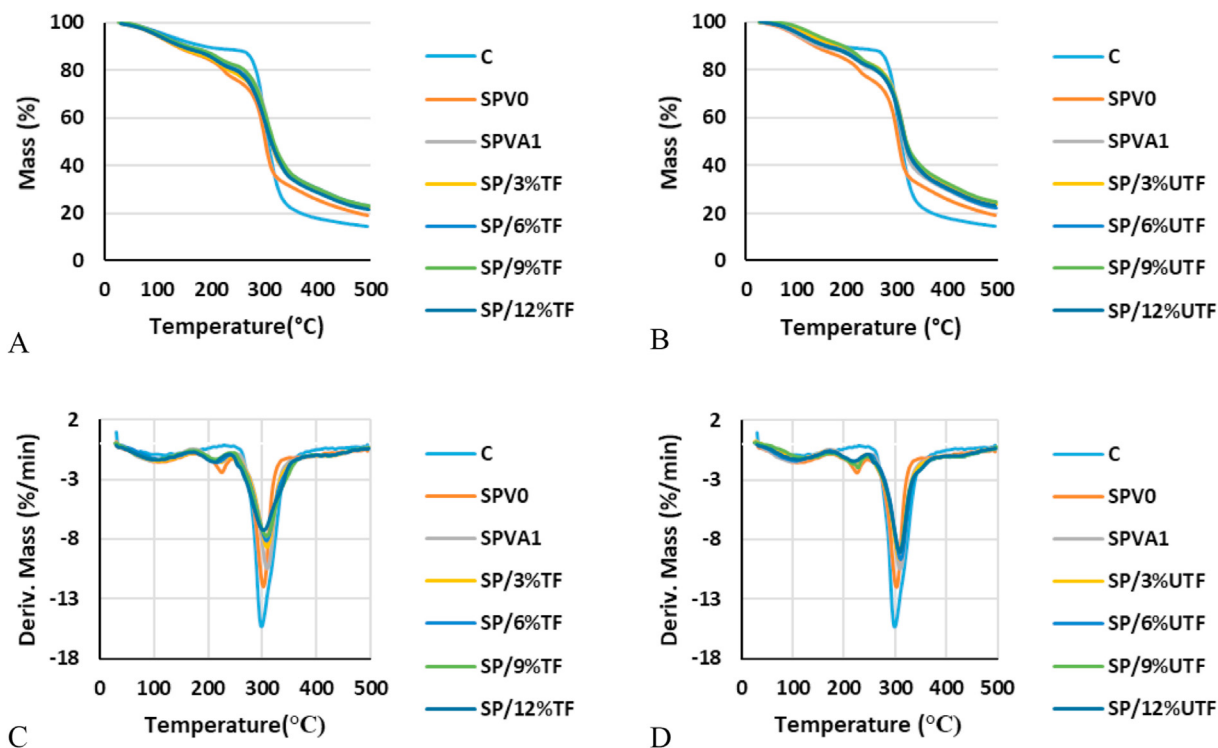 100
80
60
40
20
0
Mass (%)
0 100 200 300 400 500
Temperature(°C)
C
SPV0
SPVA1
SP/3%TF
SP/6%TF
SP/9%TF
SP/12%TF
A
100
80
60
40
20
0
Mass (%)
0 100 200 300 400 500
Temperature (°C)
C
SPV0
SPVA1
SP/3%UTF
SP/6%UTF
SP/9%UTF
SP/12%UTF
B
2
-3
-8
-13
-18
Deriv. Mass (%/min)
0 100 200 300 400 500
Temperature(°C)
C
SPV0
SPVA1
SP/3%TF
SP/6%TF
SP/9%TF
SP/12%TF
C
2
-3
-8
-13
-18
Deriv. Mass (%/min)
0 100 200 300 400 500
Temperature (°C)
C
SPV0
SPVA1
SP/3%UTF
SP/6%UTF
SP/9%UTF
SP/12%UTF
D